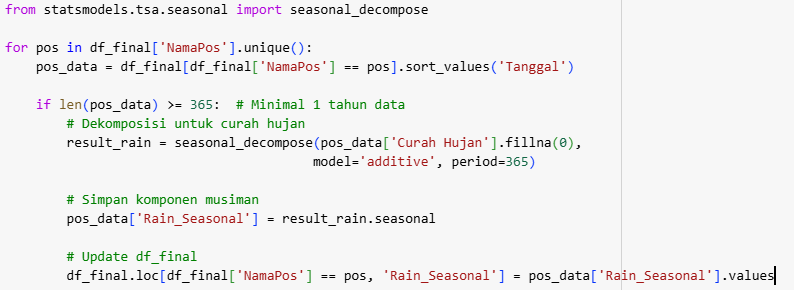 from statsmodels.tsa.seasonal import seasonal_decompose
for pos in df_final['NamaPos'].unique():
    pos_data = df_final[df_final['NamaPos'] == pos].sort_values('Tanggal')
    if len(pos_data) >= 365:  # Minimal 1 tahun data
        # Dekomposisi untuk curah hujan
        result_rain = seasonal_decompose(pos_data['Curah Hujan'].fillna(0),
                                        model='additive', period=365)
        # Simpan komponen musiman
        pos_data['Rain_Seasonal'] = result_rain.seasonal
        # Update df_final
        df_final.loc[df_final['NamaPos'] == pos, 'Rain_Seasonal'] = pos_data['Rain_Seasonal'].values